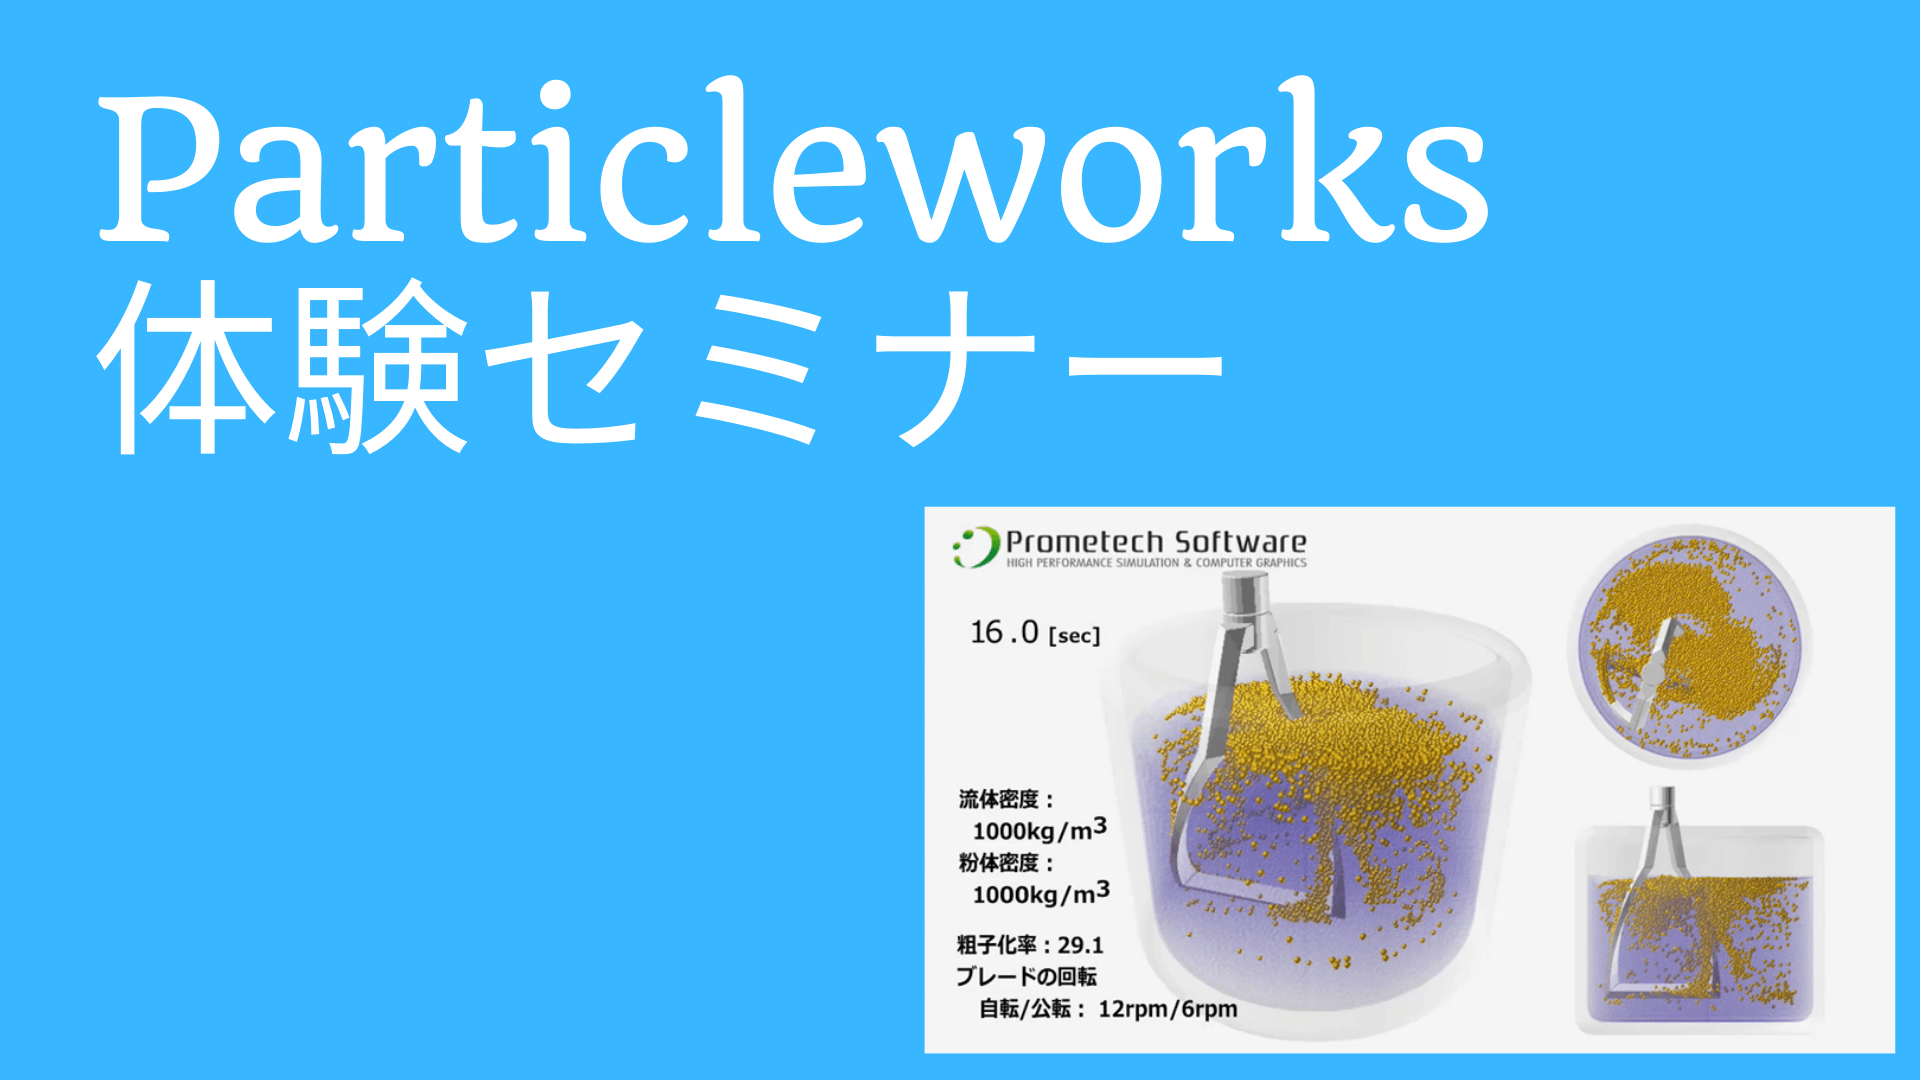 Particleworks
体験セミナー
Prometech Software
HIGH PERFORMANCE SIMULATION & COMPUTER GRAPHICS
16.0 [sec]
流体密度：
1000kg/m³
粉体密度：
1000kg/m³
粗子化率：29.1
ブレードの回転
自転/公転： 12rpm/6rpm